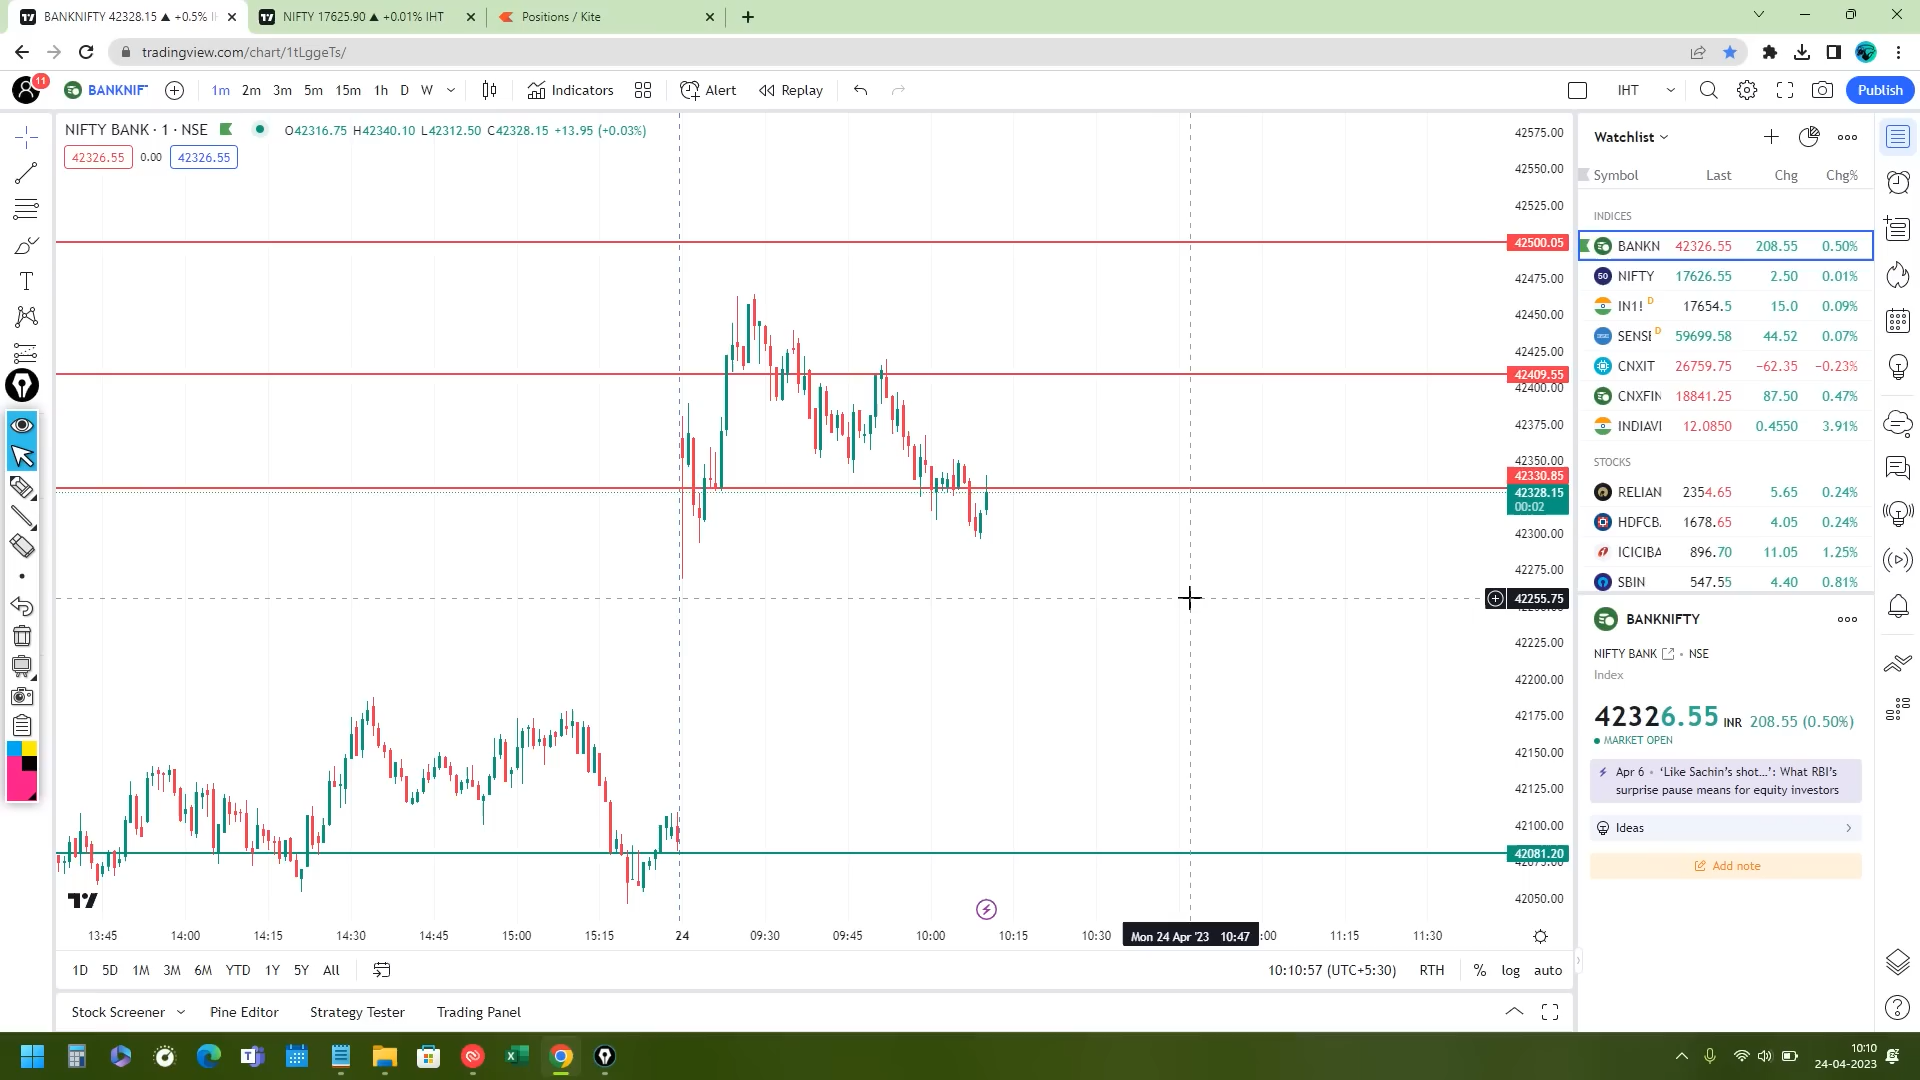 BANKNIFTY 42328.15 ▲ +0.5%
NIFTY 17625.90 ▲ +0.01% IHT
Positions / Kite
tradingview.com/chart/1tLggeTs/
11
BANKNIF
1m 2m 3m 5m 15m 1h D W
Indicators
Alert
Replay
IHT
Publish
NIFTY BANK · 1 · NSE
O42316.75 H42340.10 L42312.50 C42328.15 +13.95 (+0.03%)
42326.55 0.00 42326.55
42575.00
42550.00
42525.00
42500.05
42475.00
42450.00
42425.00
42409.55
42400.00
42375.00
42350.00
42330.85
42328.15
00:02
42300.00
42275.00
42255.75
42225.00
42200.00
42175.00
42150.00
42125.00
42100.00
42081.20
42050.00
13:45 14:00 14:15 14:30 14:45 15:00 15:15 24 09:30 09:45 10:00 10:15 10:30 Mon 24 Apr '23 10:47 :00 11:15 11:30
1D 5D 1M 3M 6M YTD 1Y 5Y All
10:10:57 (UTC+5:30) RTH % log auto
Stock Screener Pine Editor Strategy Tester Trading Panel
Watchlist
Symbol Last Chg Chg%
INDICES
BANKN 42326.55 208.55 0.50%
50 NIFTY 17626.55 2.50 0.01%
IN1! D 17654.5 15.0 0.09%
SENSE D 59699.58 44.52 0.07%
CNXIT 26759.75 −62.35 −0.23%
CNXFIN 18841.25 87.50 0.47%
INDIAVI 12.0850 0.4550 3.91%
STOCKS
RELIAN 2354.65 5.65 0.24%
HDFCB. 1678.65 4.05 0.24%
ICICIBA 896.70 11.05 1.25%
SBIN 547.55 4.40 0.81%
BANKNIFTY
NIFTY BANK • NSE
Index
42326.55 INR 208.55 (0.50%)
MARKET OPEN
Apr 6 • ‘Like Sachin’s shot...’: What RBI’s
surprise pause means for equity investors
Ideas
Add note
10:10
24-04-2023